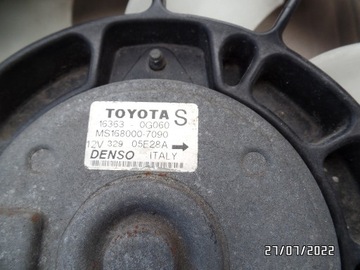 TOYOTA S
16363 0G060
MS168000-7090
12V 329 05E28A
DENSO ITALY
27/07/2022